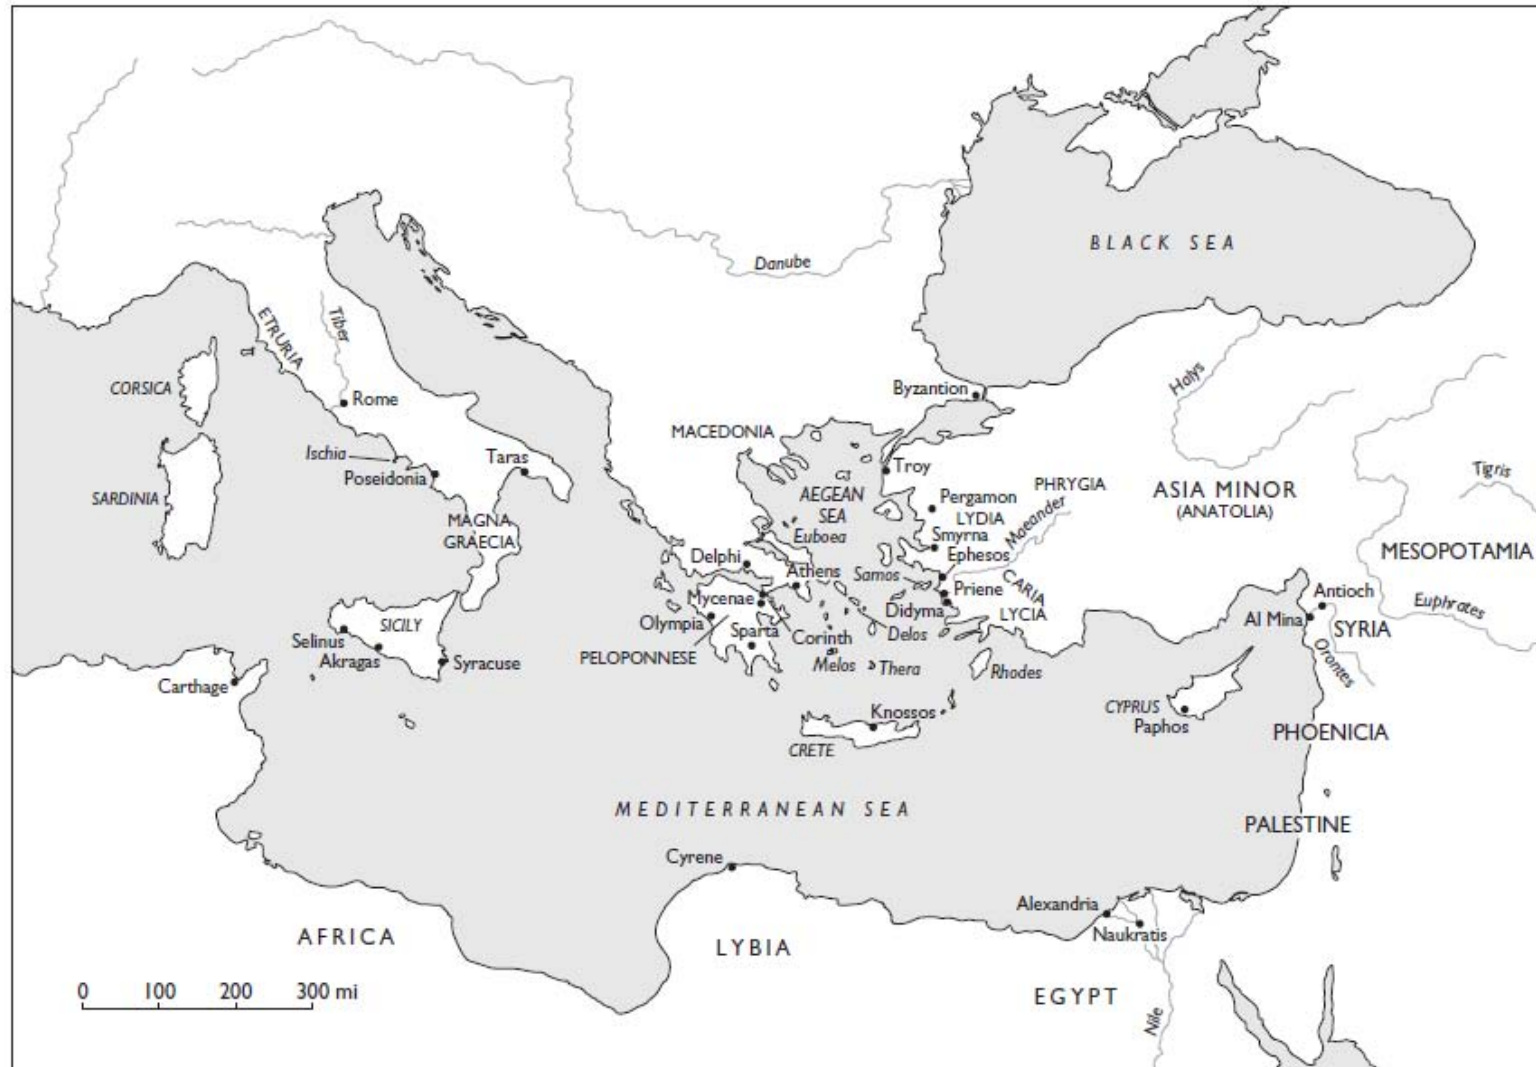 BLACK SEA
Danube
ETRURIA
Tiber
Halys
CORSICA
Rome
Byzantion
MACEDONIA
Ischia
Taras
Troy
Tigris
Poseidonia
SARDINIA
AEGEAN
SEA
PHRYGIA
ASIA MINOR
(ANATOLIA)
Pergamon
LYDIA
Maeander
MAGNA
GRAECIA
Euboea
Smyrna
MESOPOTAMIA
Delphi
Ephesos
Athens
Samos
CARIA
Priene
Antioch
Mycenae
Didyma
LYCIA
Euphrates
Al Mina
SYRIA
Olympia
SICILY
Sparta
Corinth
Delos
Selinus
Akragas
Syracuse
PELOPONNESE
Melos
Thera
Rhodes
Orontes
Carthage
Knossos
CYPRUS
Paphos
PHOENICIA
CRETE
MEDITERRANEAN SEA
PALESTINE
Cyrene
Alexandria
Naukratis
AFRICA
LYBIA
EGYPT
Nile
0 100 200 300 mi